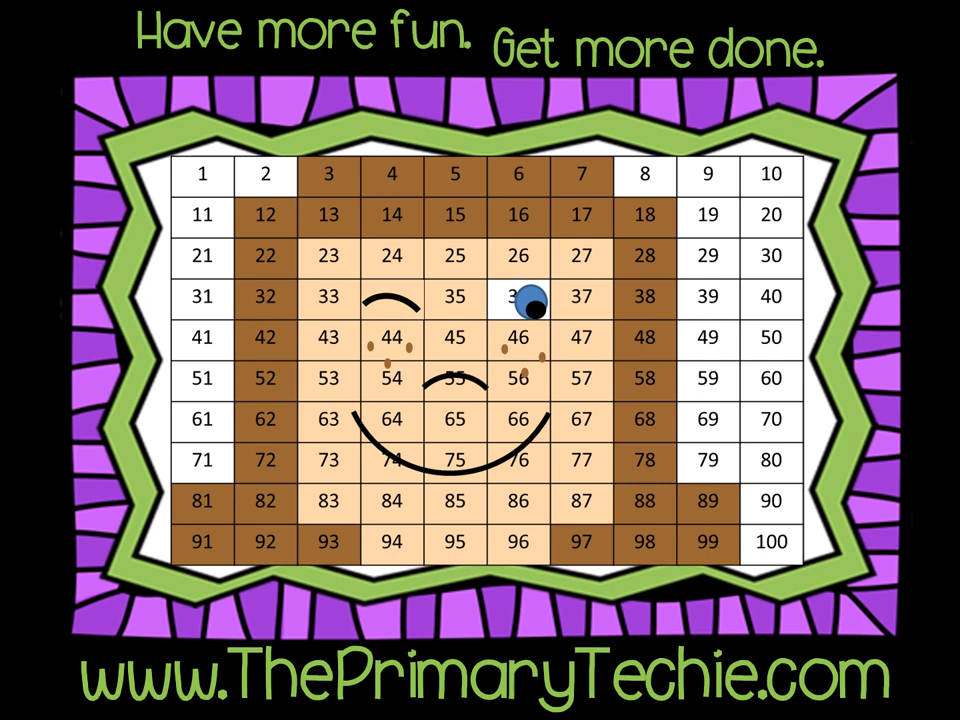 Have more fun.
Get more done.
1 2 3 4 5 6 7 8 9 10
11 12 13 14 15 16 17 18 19 20
21 22 23 24 25 26 27 28 29 30
31 32 33 35 37 38 39 40
41 42 43 44 45 46 47 48 49 50
51 52 53 54 55 56 57 58 59 60
61 62 63 64 65 66 67 68 69 70
71 72 73 74 75 76 77 78 79 80
81 82 83 84 85 86 87 88 89 90
91 92 93 94 95 96 97 98 99 100
www.ThePrimaryTechie.com